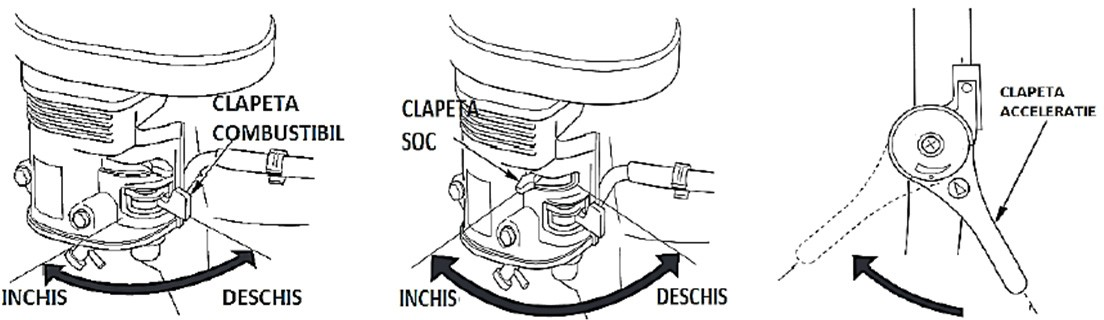 CLAPETA
COMBUSTIBIL
INCHIS
DESCHIS
CLAPETA
SOC
INCHIS
DESCHIS
CLAPETA
ACCELERATIE